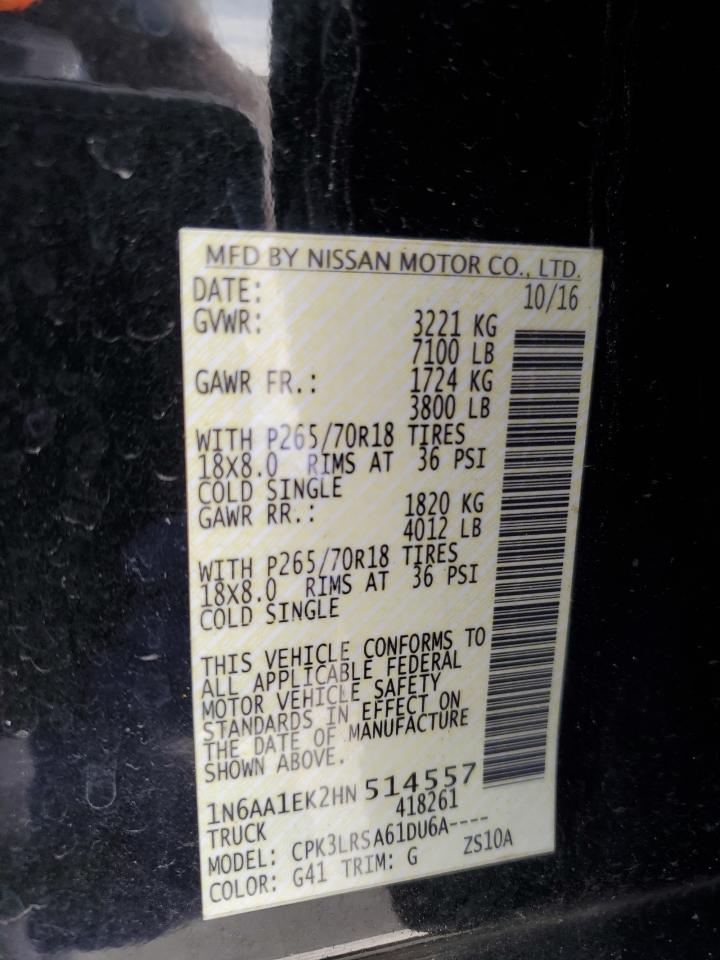 MFD BY NISSAN MOTOR CO., LTD.
DATE: 10/16
GVWR: 3221 KG
7100 LB
GAWR FR.: 1724 KG
3800 LB
WITH P265/70R18 TIRES
18X8.0 RIMS AT 36 PSI
COLD SINGLE
GAWR RR.: 1820 KG
4012 LB
WITH P265/70R18 TIRES
18X8.0 RIMS AT 36 PSI
COLD SINGLE
THIS VEHICLE CONFORMS TO
ALL APPLICABLE FEDERAL
MOTOR VEHICLE SAFETY
STANDARDS IN EFFECT ON
THE DATE OF MANUFACTURE
SHOWN ABOVE.
1N6AA1EK2HN 514557
TRUCK 418261
MODEL: CPK3LRSA61DU6A----
COLOR: G41 TRIM: G ZS10A